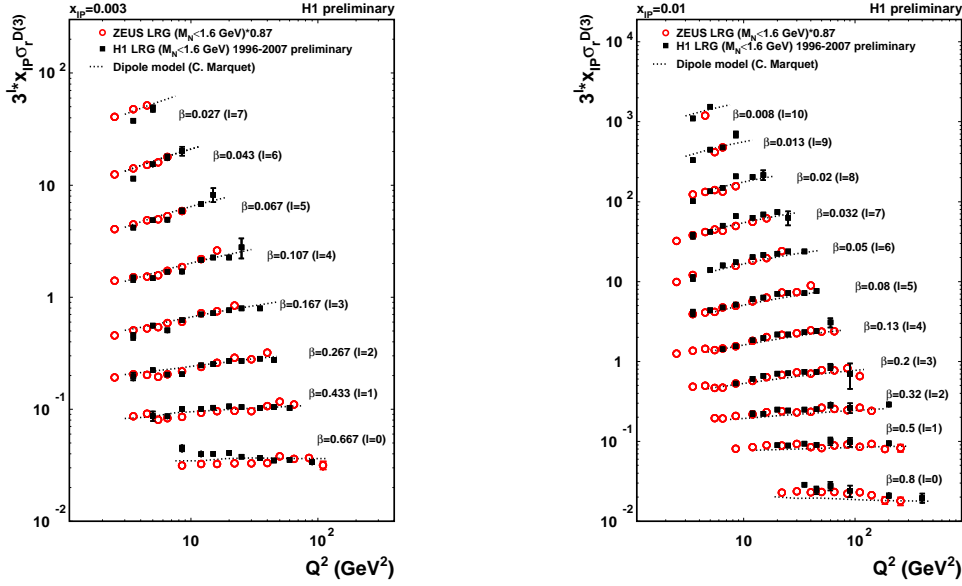 x_IP=0.003 H1 preliminary
3^l*x_IP σ_r^D(3)
ZEUS LRG (M_N<1.6 GeV)*0.87
H1 LRG (M_N<1.6 GeV) 1996-2007 preliminary
Dipole model (C. Marquet)
10^2
β=0.027 (l=7)
β=0.043 (l=6)
10
β=0.067 (l=5)
β=0.107 (l=4)
1
β=0.167 (l=3)
β=0.267 (l=2)
β=0.433 (l=1)
10^-1
β=0.667 (l=0)
10^-2
10 10^2
Q^2 (GeV^2)
x_IP=0.01 H1 preliminary
3^l*x_IP σ_r^D(3)
ZEUS LRG (M_N<1.6 GeV)*0.87
H1 LRG (M_N<1.6 GeV) 1996-2007 preliminary
Dipole model (C. Marquet)
10^4
10^3
β=0.008 (l=10)
β=0.013 (l=9)
10^2
β=0.02 (l=8)
β=0.032 (l=7)
10
β=0.05 (l=6)
β=0.08 (l=5)
β=0.13 (l=4)
1
β=0.2 (l=3)
β=0.32 (l=2)
10^-1
β=0.5 (l=1)
β=0.8 (l=0)
10^-2
10 10^2
Q^2 (GeV^2)